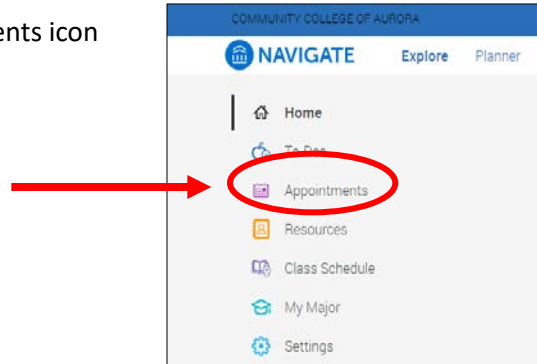 ents icon
COMMUNITY COLLEGE OF AURORA
NAVIGATE Explore Planner
Home
To-Dos
Appointments
Resources
Class Schedule
My Major
Settings